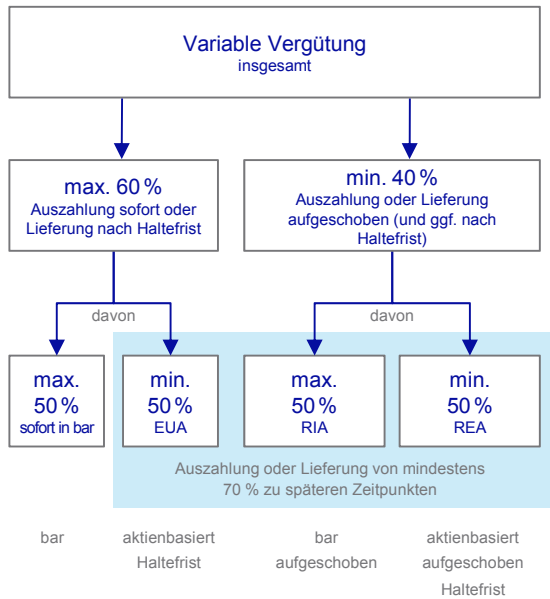 Variable Vergütung
insgesamt
max. 60 %
Auszahlung sofort oder
Lieferung nach Haltefrist
min. 40 %
Auszahlung oder Lieferung
aufgeschoben (und ggf. nach
Haltefrist)
davon
davon
max.
50 %
sofort in bar
min.
50 %
EUA
max.
50 %
RIA
min.
50 %
REA
Auszahlung oder Lieferung von mindestens
70 % zu späteren Zeitpunkten
bar
aktienbasiert
Haltefrist
bar
aufgeschoben
aktienbasiert
aufgeschoben
Haltefrist